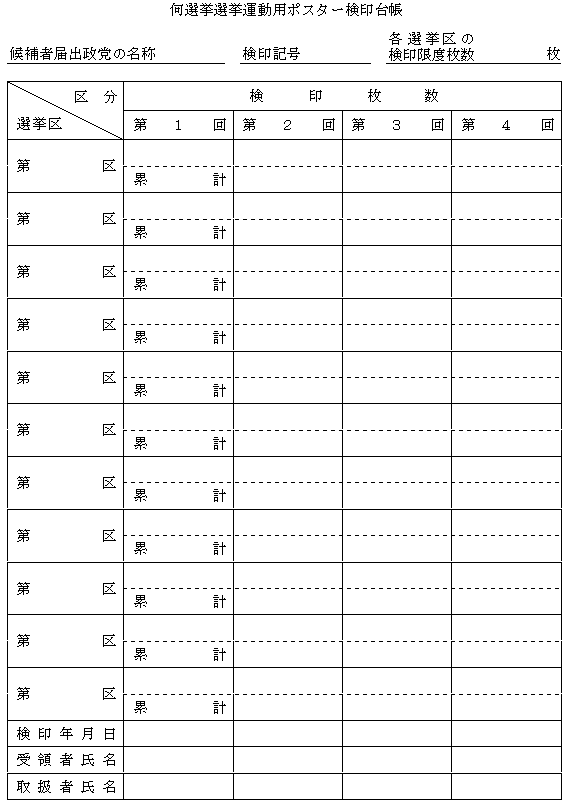 何選挙選挙運動用ポスター検印台帳
候補者届出政党の名称　検印記号　各選挙区の
検印限度枚数　枚
区分　検印枚数
選挙区　第１回　第２回　第３回　第４回
第　区
累計
第　区
累計
第　区
累計
第　区
累計
第　区
累計
第　区
累計
第　区
累計
第　区
累計
第　区
累計
第　区
累計
第　区
累計
検印年月日
受領者氏名
取扱者氏名